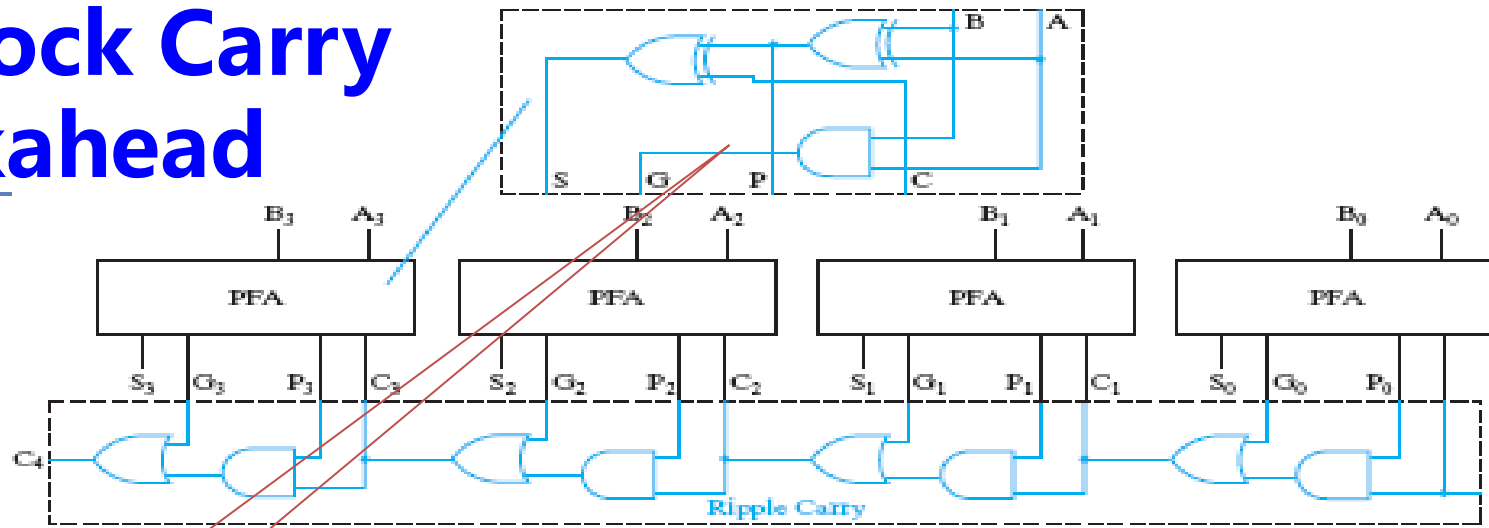 ock Carry
kahead
B A
S G P C
B₃ A₃ B₂ A₂ B₁ A₁ B₀ A₀
PFA PFA PFA PFA
S₃ G₃ P₃ C₃ S₂ G₂ P₂ C₂ S₁ G₁ P₁ C₁ S₀ G₀ P₀
C₄
Ripple Carry